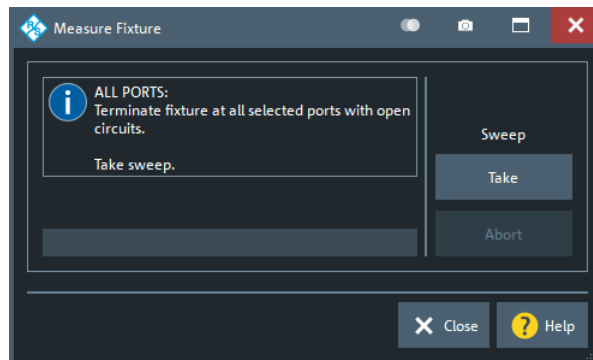 Measure Fixture
ALL PORTS:
Terminate fixture at all selected ports with open
circuits.
Take sweep.
Sweep
Take
Abort
Close
Help